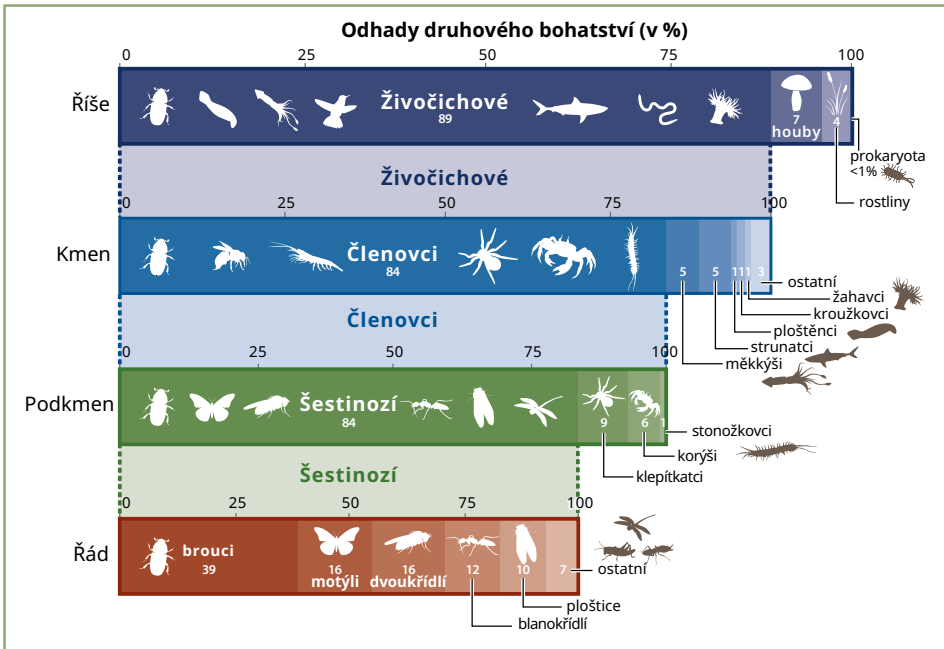 Odhady druhového bohatství (v %)
0 25 50 75 100
Říše
Živočichové
89
7
houby
4
prokaryota
<1%
rostliny
Živočichové
0 25 50 75 100
Kmen
Členovci
84
5 5 1 1 1 3
ostatní
žahavci
kroužkovci
ploštěnci
strunatci
měkkýši
Členovci
0 25 50 75 100
Podkmen
Šestinozí
84
9 6 1
stonožkovci
korýši
klepítkatci
Šestinozí
0 25 50 75 100
Řád
brouci
39
16 16 12 10 7
motýli dvoukřídlí
ostatní
ploštice
blanokřídlí